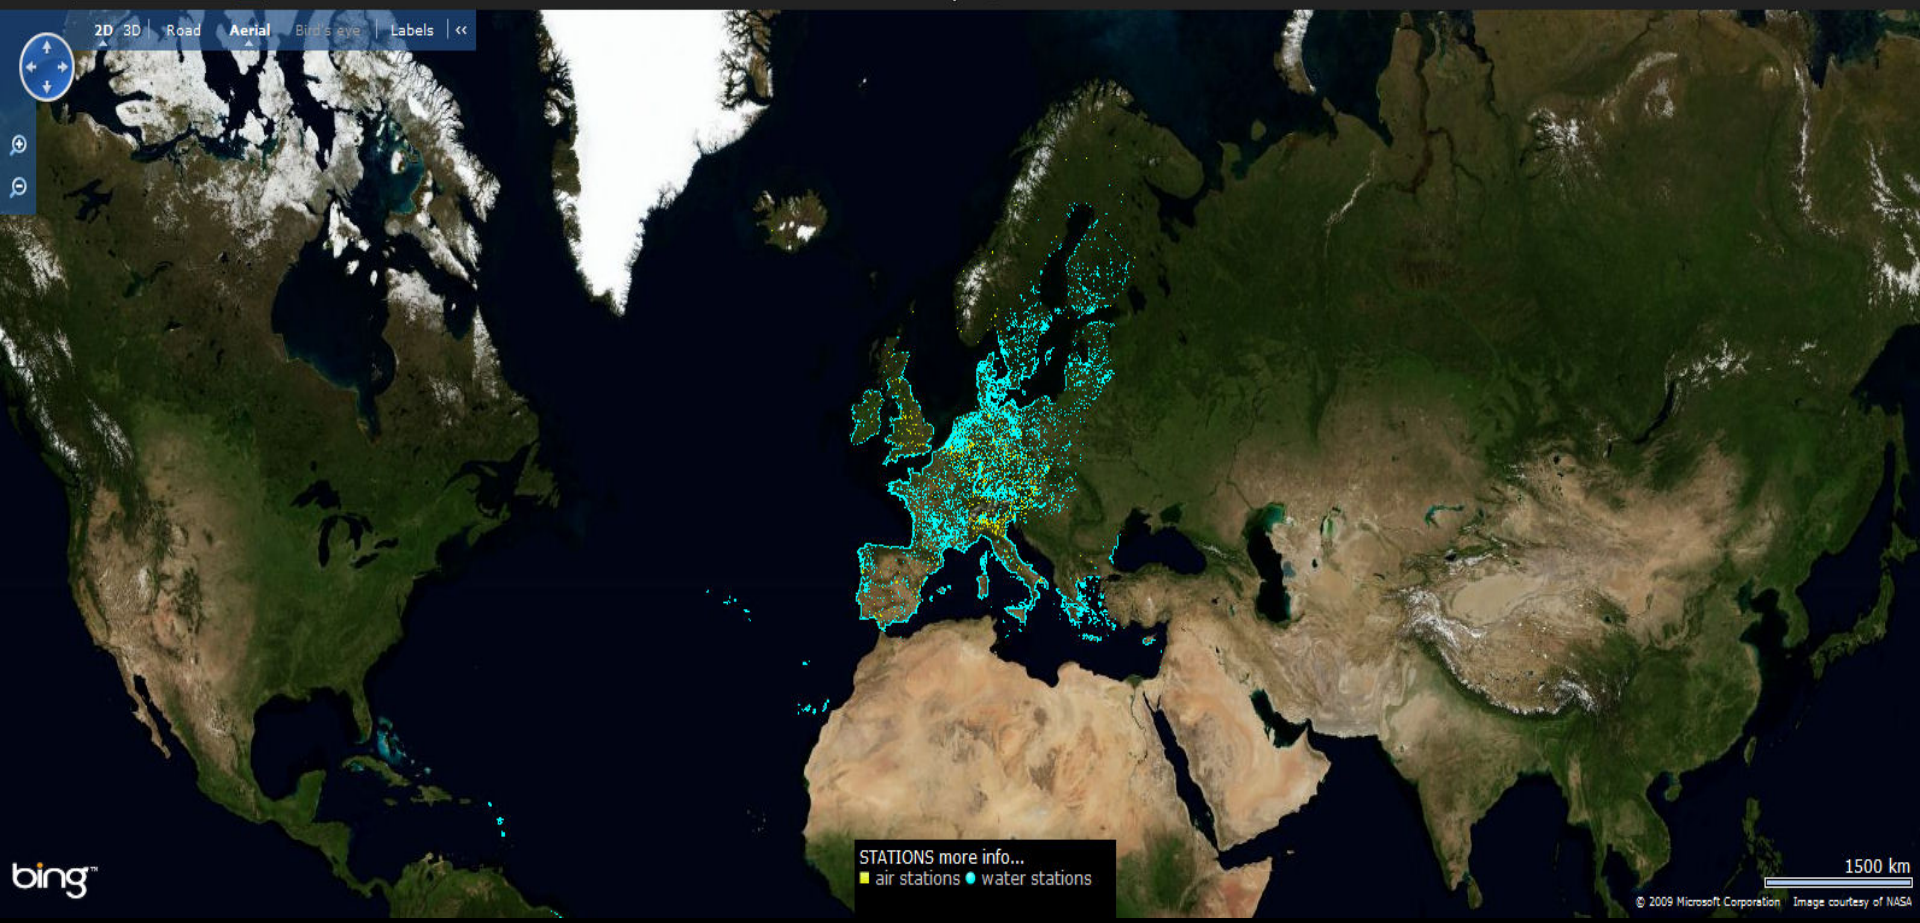 2D 3D Road Aerial Bird's eye Labels «
STATIONS more info...
air stations water stations
bing™
1500 km
© 2009 Microsoft Corporation Image courtesy of NASA